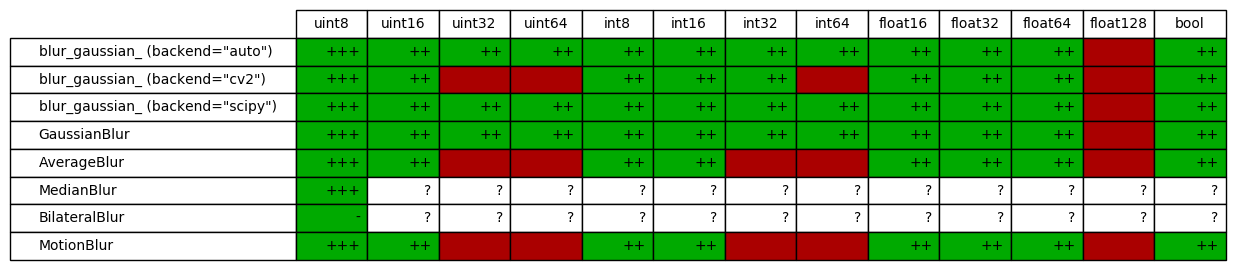 uint8 uint16 uint32 uint64 int8 int16 int32 int64 float16 float32 float64 float128 bool
blur_gaussian_ (backend="auto") +++ ++ ++ ++ ++ ++ ++ ++ ++ ++ ++ ++
blur_gaussian_ (backend="cv2") +++ ++ ++ ++ ++ ++ ++ ++ ++
blur_gaussian_ (backend="scipy") +++ ++ ++ ++ ++ ++ ++ ++ ++ ++ ++ ++
GaussianBlur +++ ++ ++ ++ ++ ++ ++ ++ ++ ++ ++ ++
AverageBlur +++ ++ ++ ++ ++ ++ ++ ++
MedianBlur +++ ? ? ? ? ? ? ? ? ? ? ? ?
BilateralBlur - ? ? ? ? ? ? ? ? ? ? ? ?
MotionBlur +++ ++ ++ ++ ++ ++ ++ ++